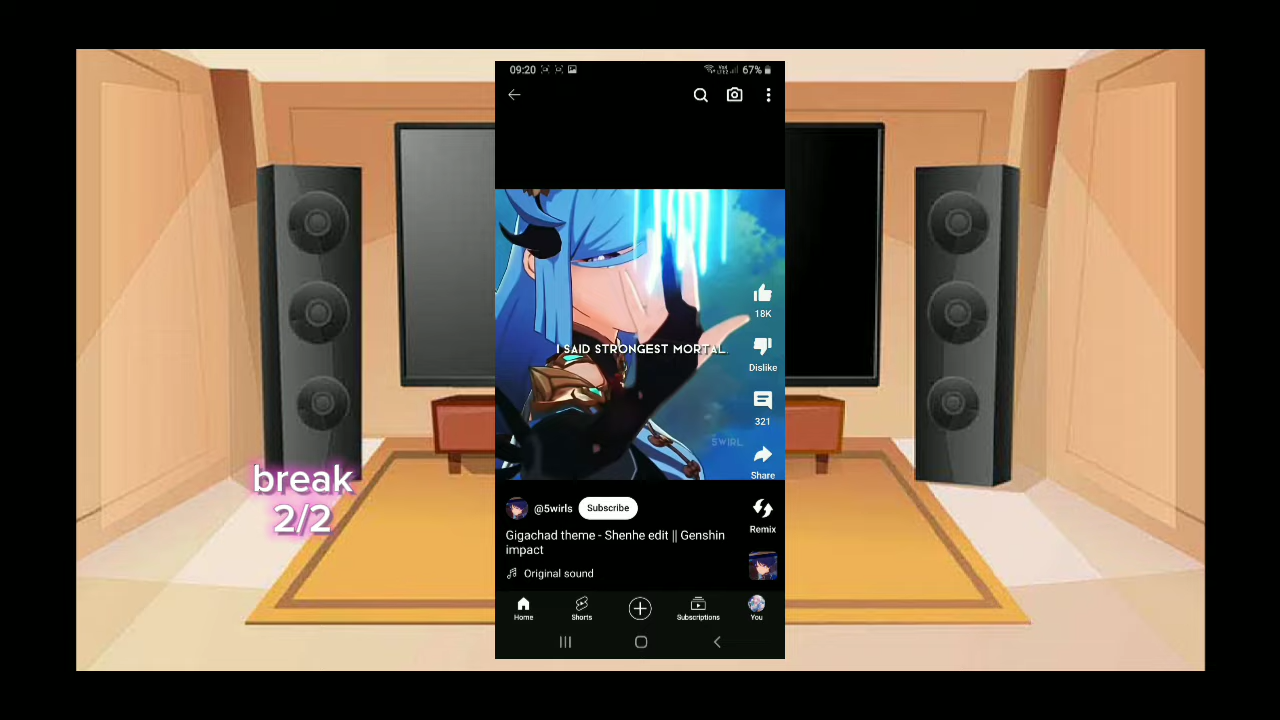 09:20
67%
I SAID STRONGEST MORTAL.
18K
Dislike
321
5WIRL
Share
@5wirls
Subscribe
Remix
Gigachad theme - Shenhe edit || Genshin
impact
Original sound
Home
Shorts
Subscriptions
You
break
2/2